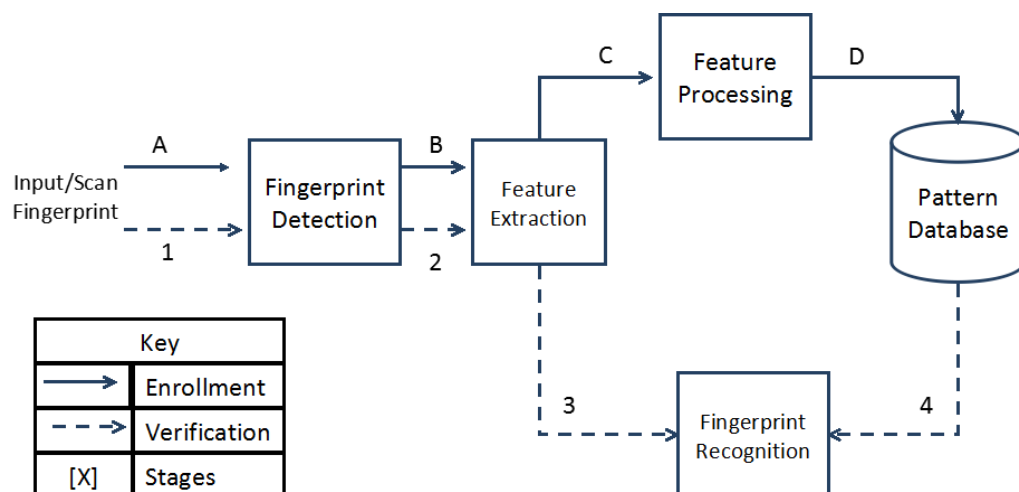 C
Feature
Processing
D
A
B
Input/Scan
Fingerprint
Fingerprint
Detection
Feature
Extraction
Pattern
Database
1
2
Key
Enrollment
Verification
[X]
Stages
3
4
Fingerprint
Recognition